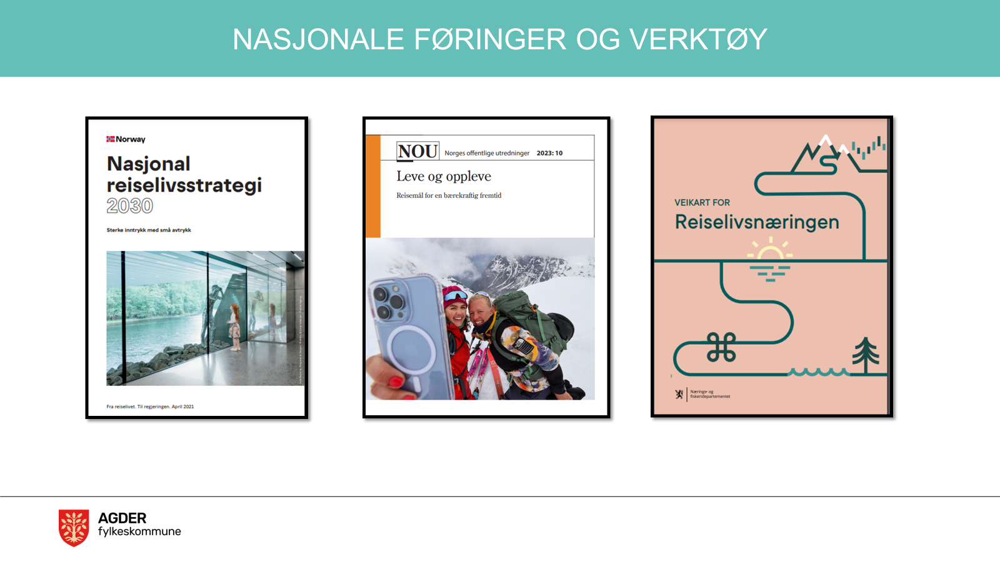 NASJONALE FØRINGER OG VERKTØY
Norway
Nasjonal
reiselivsstrategi
2030
Sterke inntrykk med små avtrykk
Fra reiselivet. Til regjeringen. April 2021
NOU Norges offentlige utredninger 2023: 10
Leve og oppleve
Reisemål for en bærekraftig fremtid
VEIKART FOR
Reiselivsnæringen
Nærings- og
fiskeridepartementet
AGDER
fylkeskommune